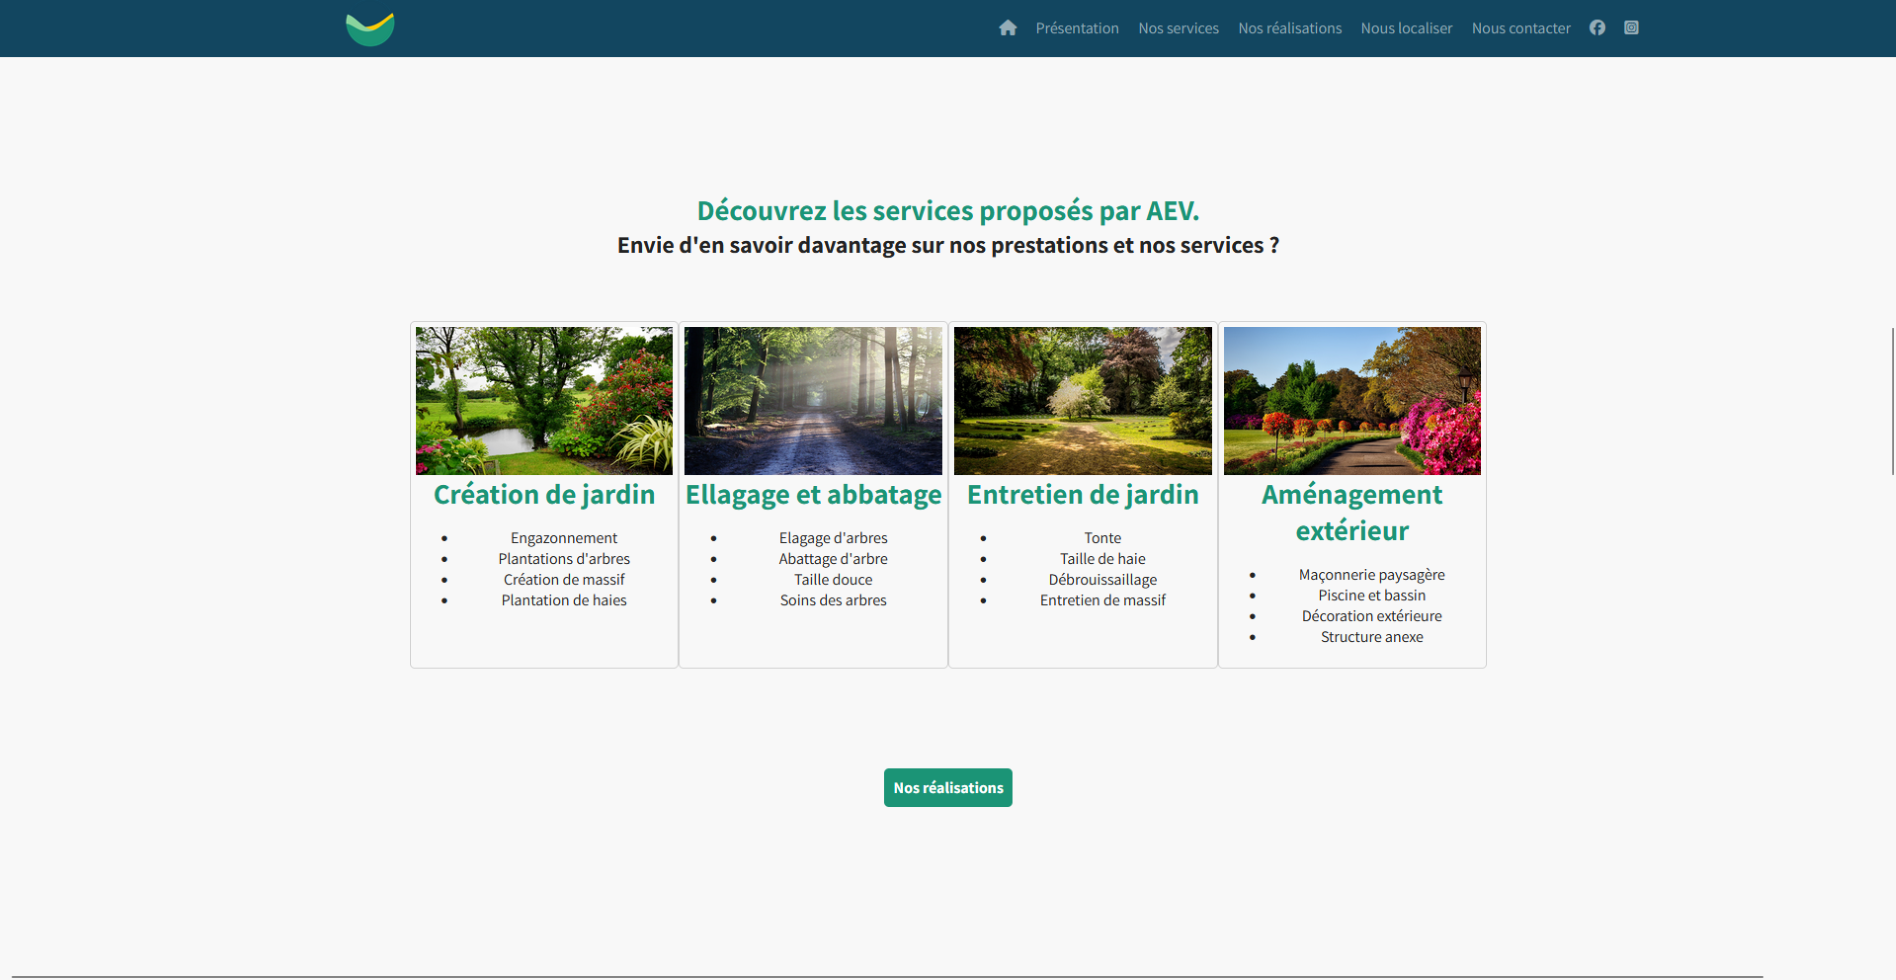 Présentation Nos services Nos réalisations Nous localiser Nous contacter
Découvrez les services proposés par AEV.
Envie d'en savoir davantage sur nos prestations et nos services ?
Création de jardin
• Engazonnement
• Plantations d'arbres
• Création de massif
• Plantation de haies
Ellagage et abbatage
• Elagage d'arbres
• Abattage d'arbre
• Taille douce
• Soins des arbres
Entretien de jardin
• Tonte
• Taille de haie
• Débrouissaillage
• Entretien de massif
Aménagement
extérieur
• Maçonnerie paysagère
• Piscine et bassin
• Décoration extérieure
• Structure anexe
Nos réalisations